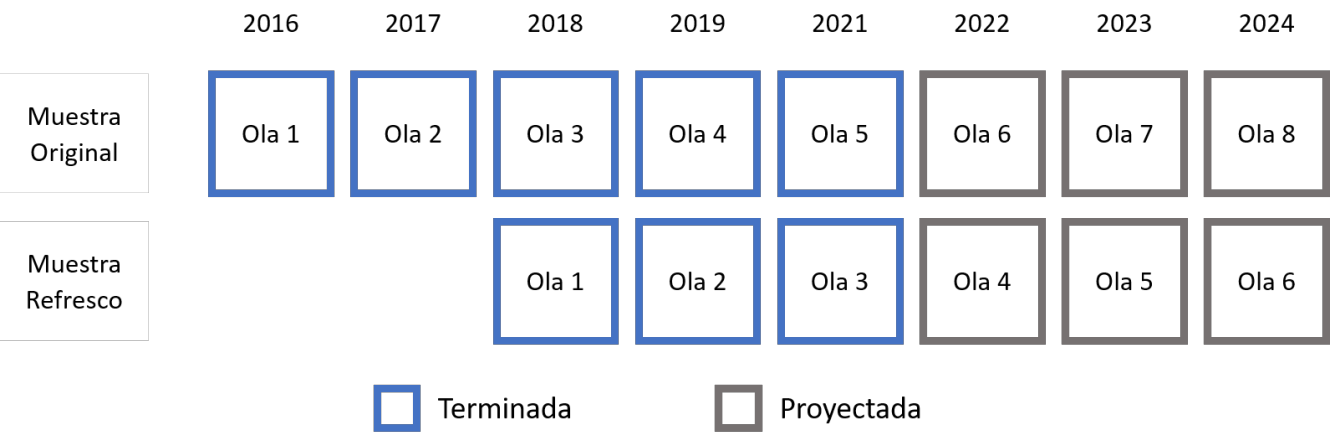 2016 2017 2018 2019 2021 2022 2023 2024
Muestra
Original
Ola 1 Ola 2 Ola 3 Ola 4 Ola 5 Ola 6 Ola 7 Ola 8
Muestra
Refresco
Ola 1 Ola 2 Ola 3 Ola 4 Ola 5 Ola 6
Terminada Proyectada